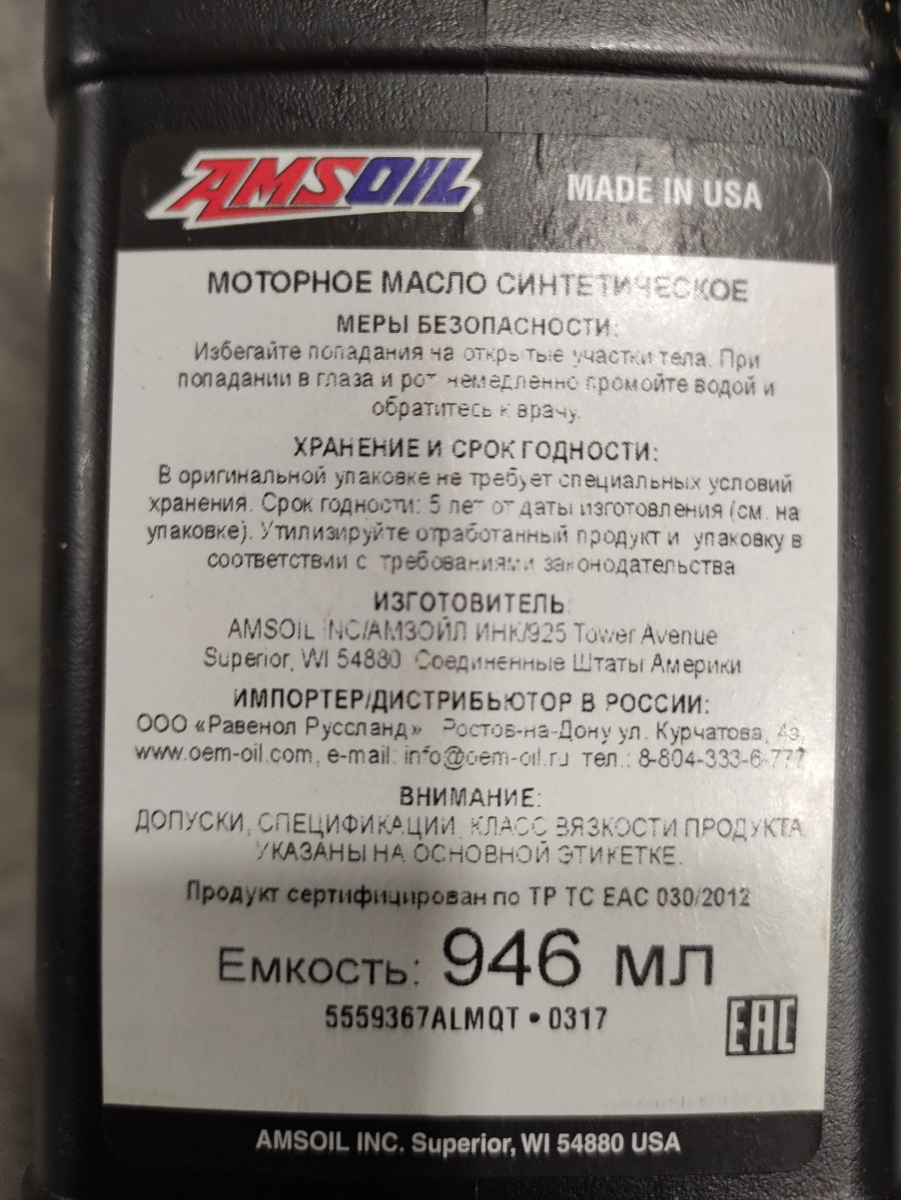 AMSOIL
MADE IN USA
МОТОРНОЕ МАСЛО СИНТЕТИЧЕСКОЕ
МЕРЫ БЕЗОПАСНОСТИ:
Избегайте попадания на открытые участки тела. При
попадании в глаза и рот немедленно промойте водой и
обратитесь к врачу.
ХРАНЕНИЕ И СРОК ГОДНОСТИ:
В оригинальной упаковке не требует специальных условий
хранения. Срок годности: 5 лет от даты изготовления (см. на
упаковке). Утилизируйте отработанный продукт и упаковку в
соответствии с требованиями законодательства.
ИЗГОТОВИТЕЛЬ:
AMSOIL INC/АМЗОЙЛ ИНК/925 Tower Avenue
Superior, WI 54880 Соединенные Штаты Америки
ИМПОРТЕР/ДИСТРИБЬЮТОР В РОССИИ:
ООО «Равенол Руссланд» Ростов-на-Дону ул. Курчатова, 4а,
www.oem-oil.com, e-mail: info@oem-oil.ru тел.: 8-804-333-6-777
ВНИМАНИЕ:
ДОПУСКИ, СПЕЦИФИКАЦИИ, КЛАСС ВЯЗКОСТИ ПРОДУКТА
УКАЗАНЫ НА ОСНОВНОЙ ЭТИКЕТКЕ.
Продукт сертифицирован по ТР ТС ЕАС 030/2012
Емкость: 946 мл
5559367ALMQT • 0317
EAC
AMSOIL INC. Superior, WI 54880 USA